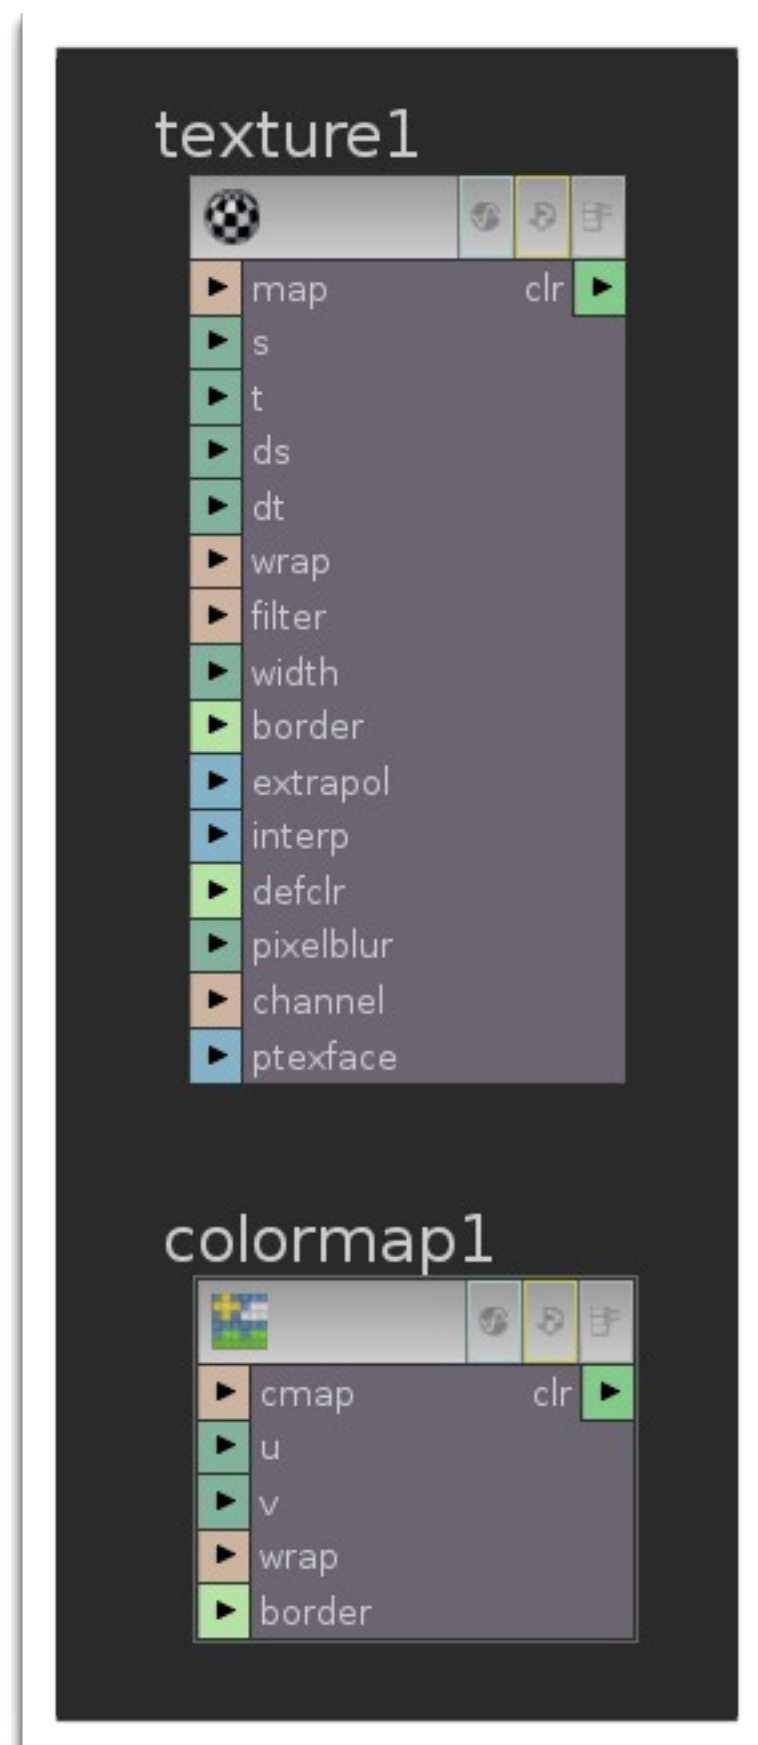 texture1
map clr
s
t
ds
dt
wrap
filter
width
border
extrapol
interp
defclr
pixelblur
channel
ptexface
colormap1
cmap clr
u
v
wrap
border